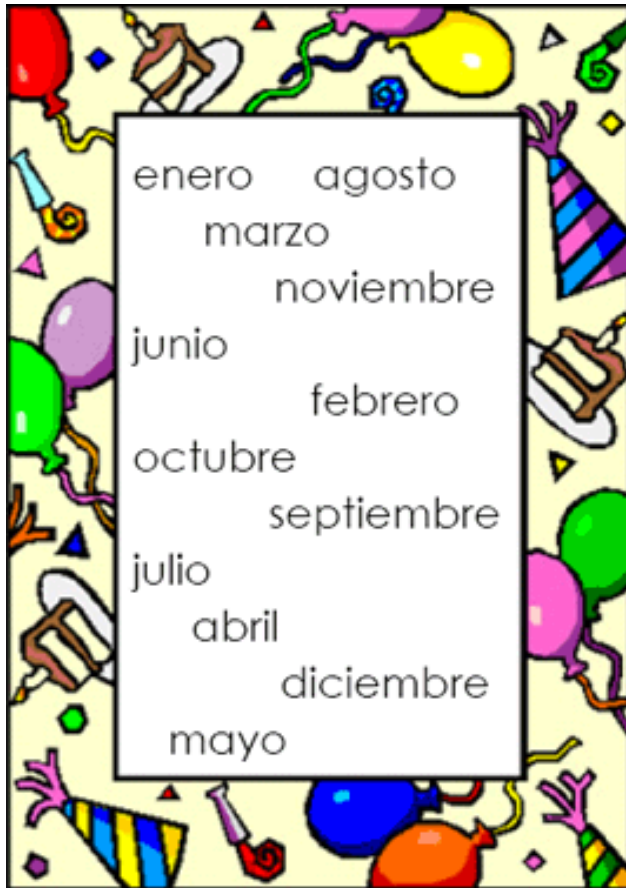 enero agosto
marzo
noviembre
junio
febrero
octubre
septiembre
julio
abril
diciembre
mayo